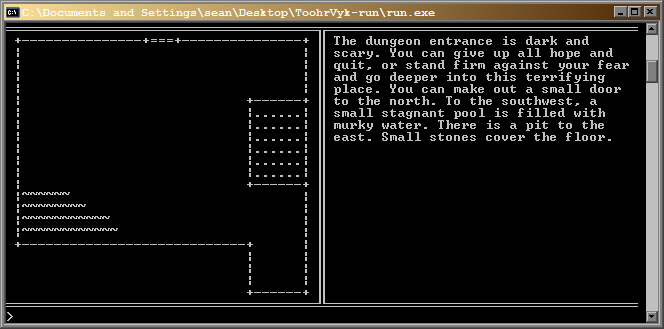 C:\Documents and Settings\sean\Desktop\ToohrVyk-run\run.exe
The dungeon entrance is dark and
scary. You can give up all hope and
quit, or stand firm against your fear
and go deeper into this terrifying
place. You can make out a small door
to the north. To the southwest, a
small stagnant pool is filled with
murky water. There is a pit to the
east. Small stones cover the floor.
>